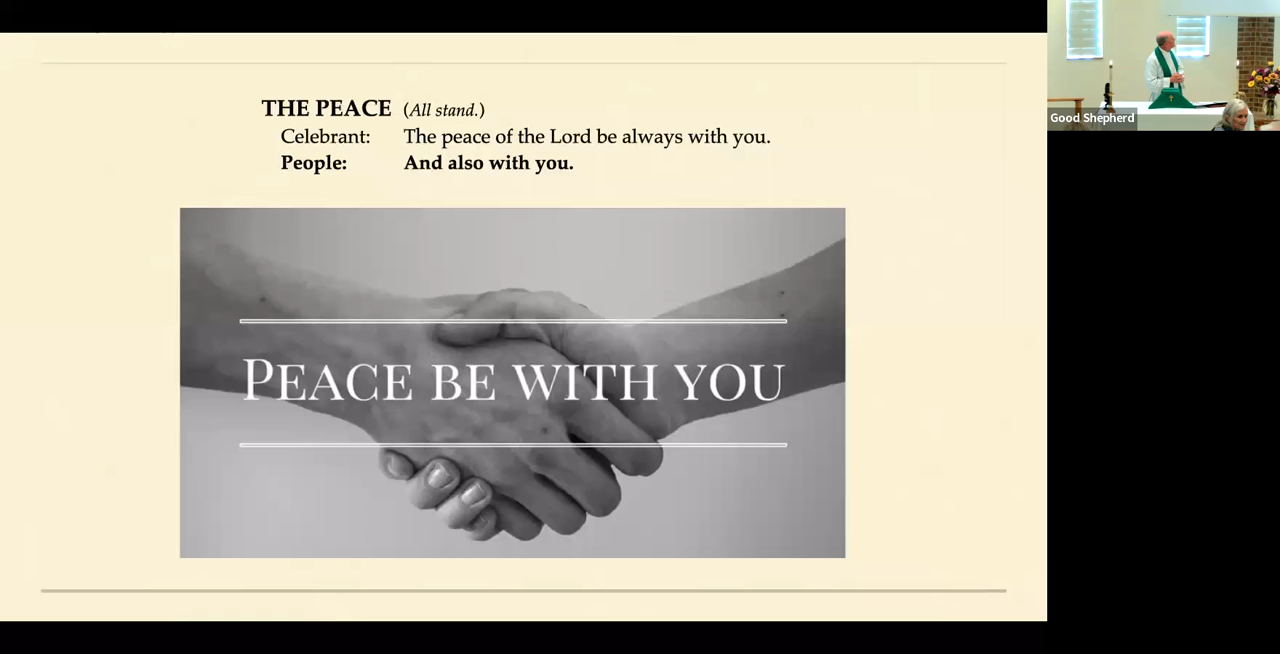 THE PEACE (All stand.)
Celebrant: The peace of the Lord be always with you.
People: And also with you.
PEACE BE WITH YOU
Good Shepherd